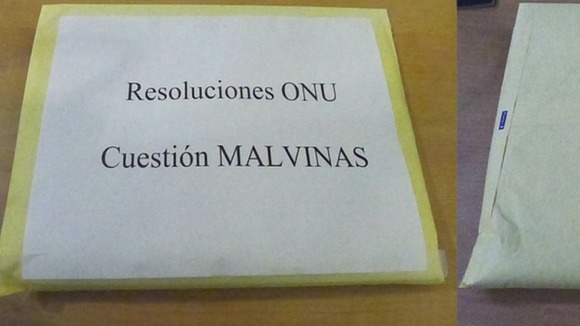 Resoluciones ONU
Cuestión MALVINAS